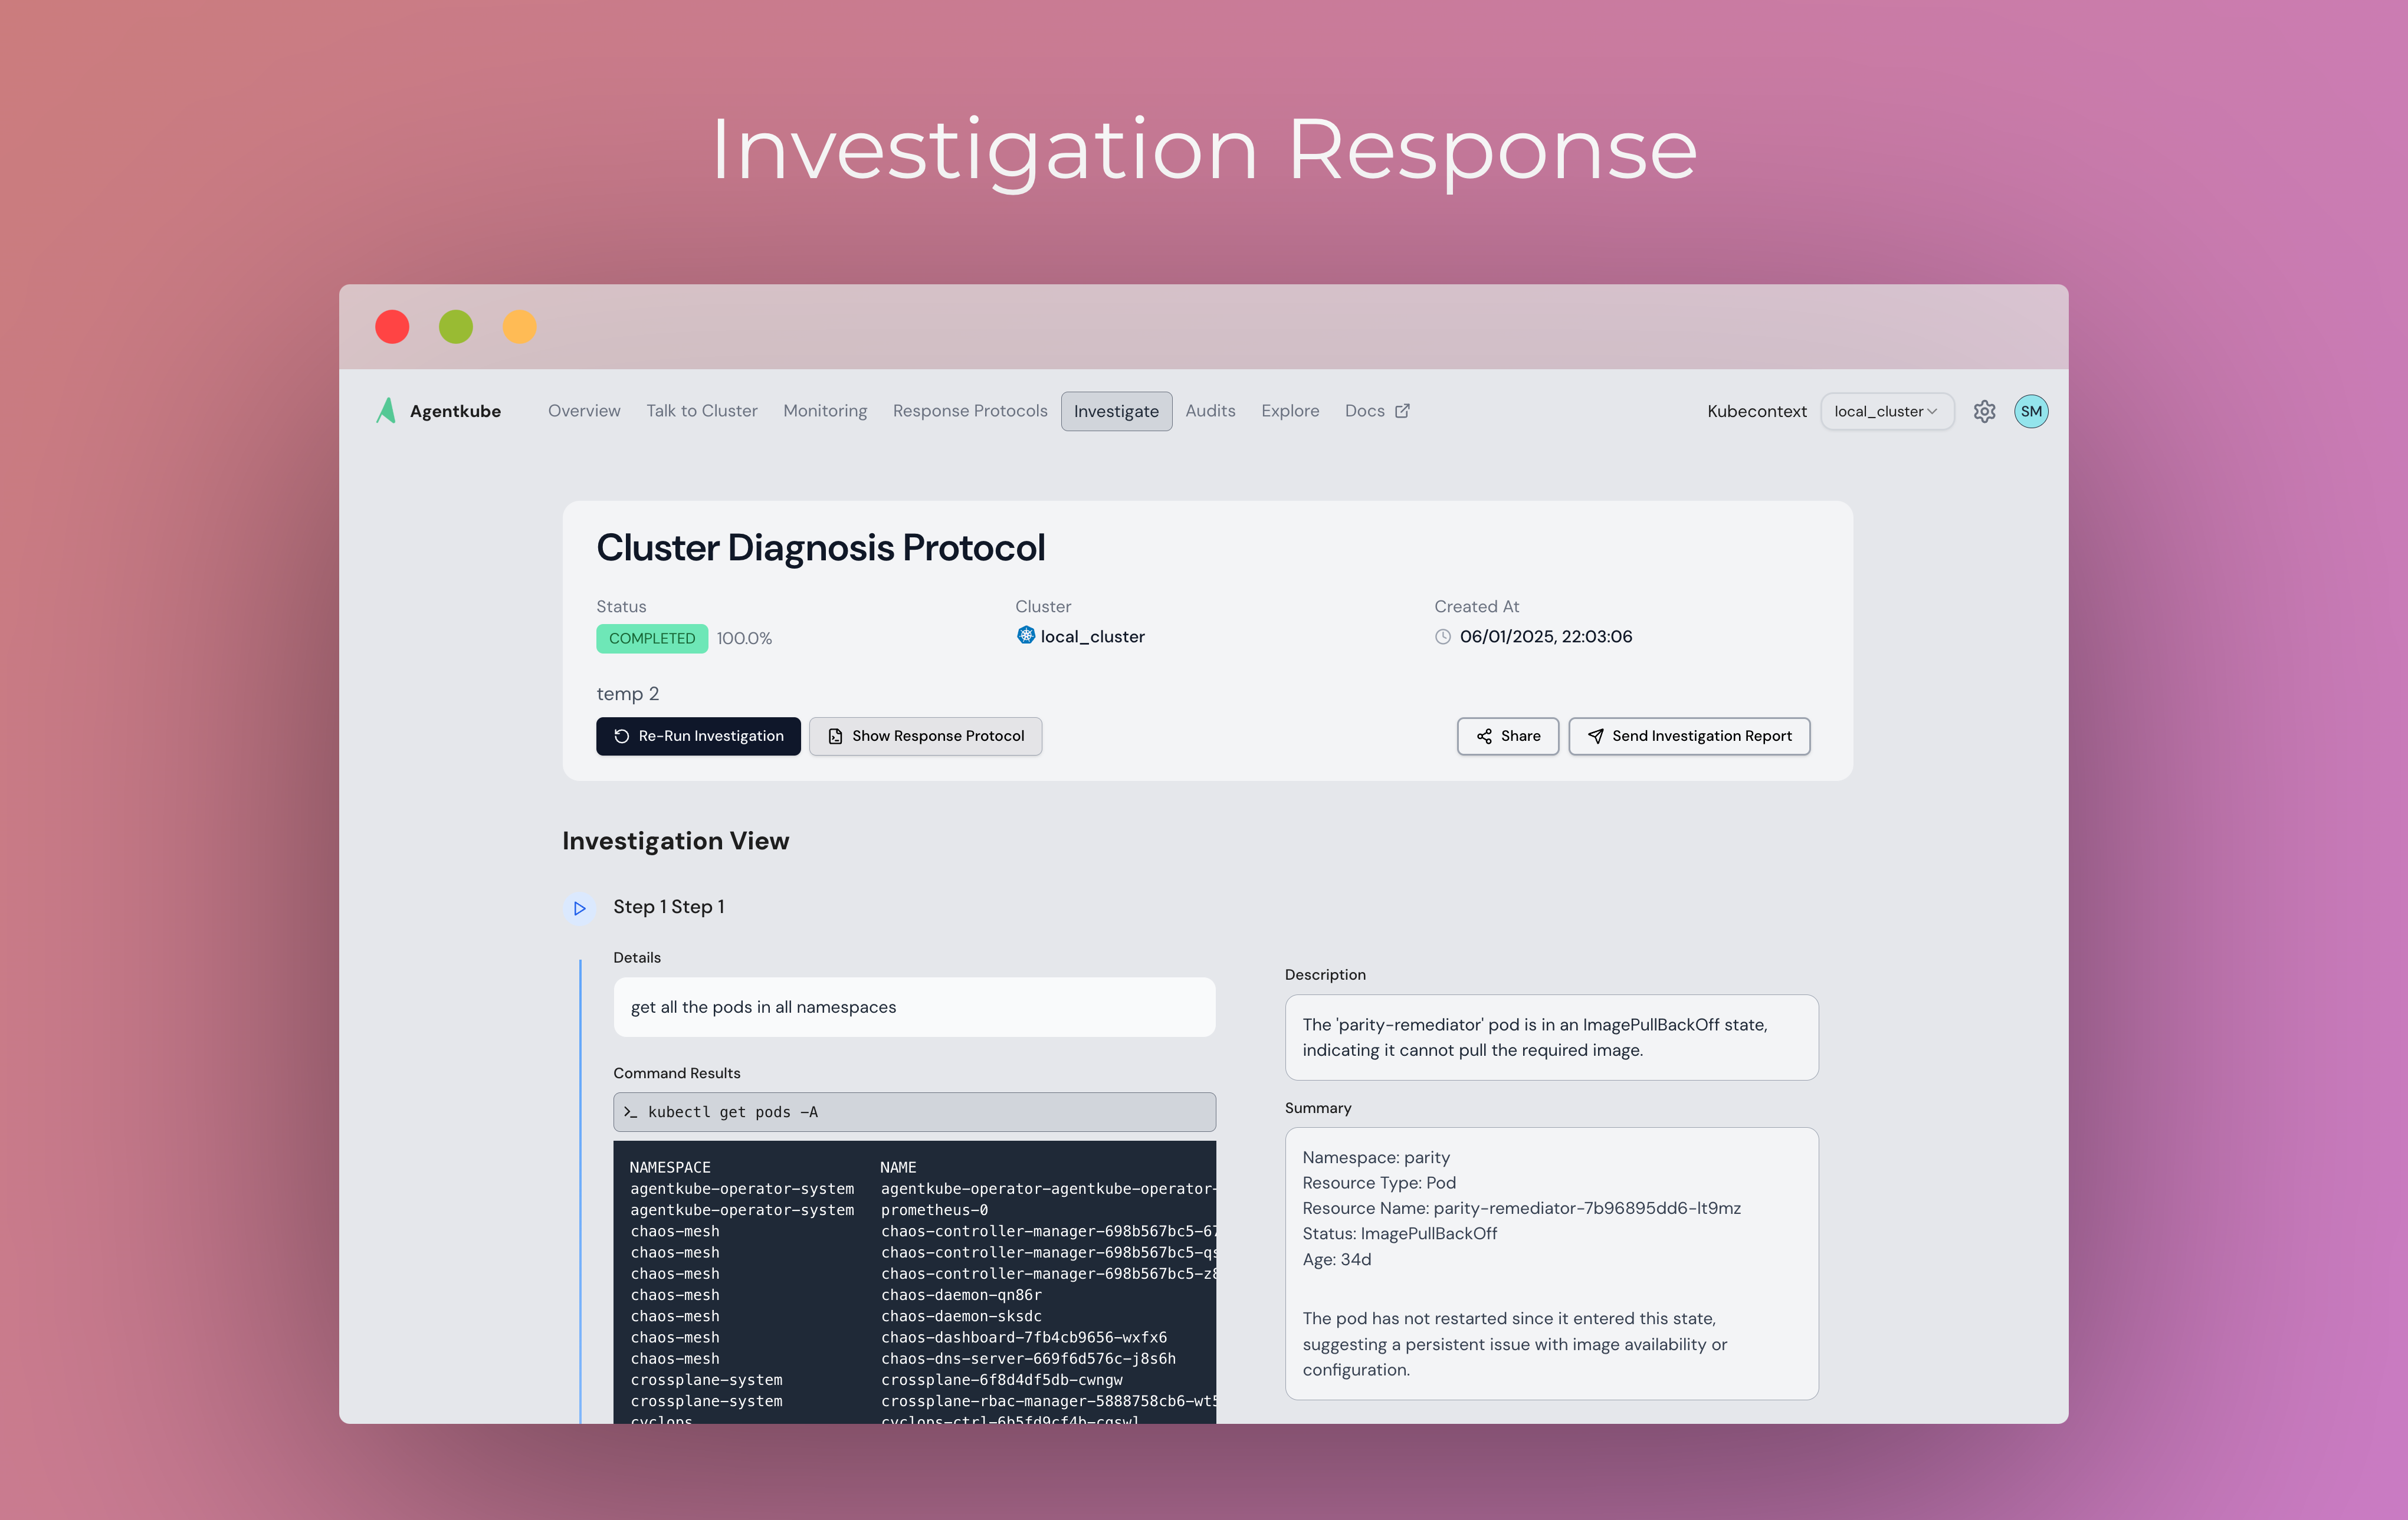 Investigation Response
Agentkube
Overview
Talk to Cluster
Monitoring
Response Protocols
Investigate
Audits
Explore
Docs
Kubecontext
local_cluster
SM
Cluster Diagnosis Protocol
Status
COMPLETED 100.0%
Cluster
local_cluster
Created At
06/01/2025, 22:03:06
temp 2
Re-Run Investigation
Show Response Protocol
Share
Send Investigation Report
Investigation View
Step 1 Step 1
Details
get all the pods in all namespaces
Command Results
>_ kubectl get pods -A
NAMESPACE NAME
agentkube-operator-system agentkube-operator-agentkube-operator-
agentkube-operator-system prometheus-0
chaos-mesh chaos-controller-manager-698b567bc5-67
chaos-mesh chaos-controller-manager-698b567bc5-qs
chaos-mesh chaos-controller-manager-698b567bc5-z8
chaos-mesh chaos-daemon-qn86r
chaos-mesh chaos-daemon-sksdc
chaos-mesh chaos-dashboard-7fb4cb9656-wxfx6
chaos-mesh chaos-dns-server-669f6d576c-j8s6h
crossplane-system crossplane-6f8d4df5db-cwngw
crossplane-system crossplane-rbac-manager-5888758cb6-wt5
cyclops cyclops-ctrl-6b5fd9cf4b-cqswl
Description
The 'parity-remediator' pod is in an ImagePullBackOff state,
indicating it cannot pull the required image.
Summary
Namespace: parity
Resource Type: Pod
Resource Name: parity-remediator-7b96895dd6-lt9mz
Status: ImagePullBackOff
Age: 34d
The pod has not restarted since it entered this state,
suggesting a persistent issue with image availability or
configuration.